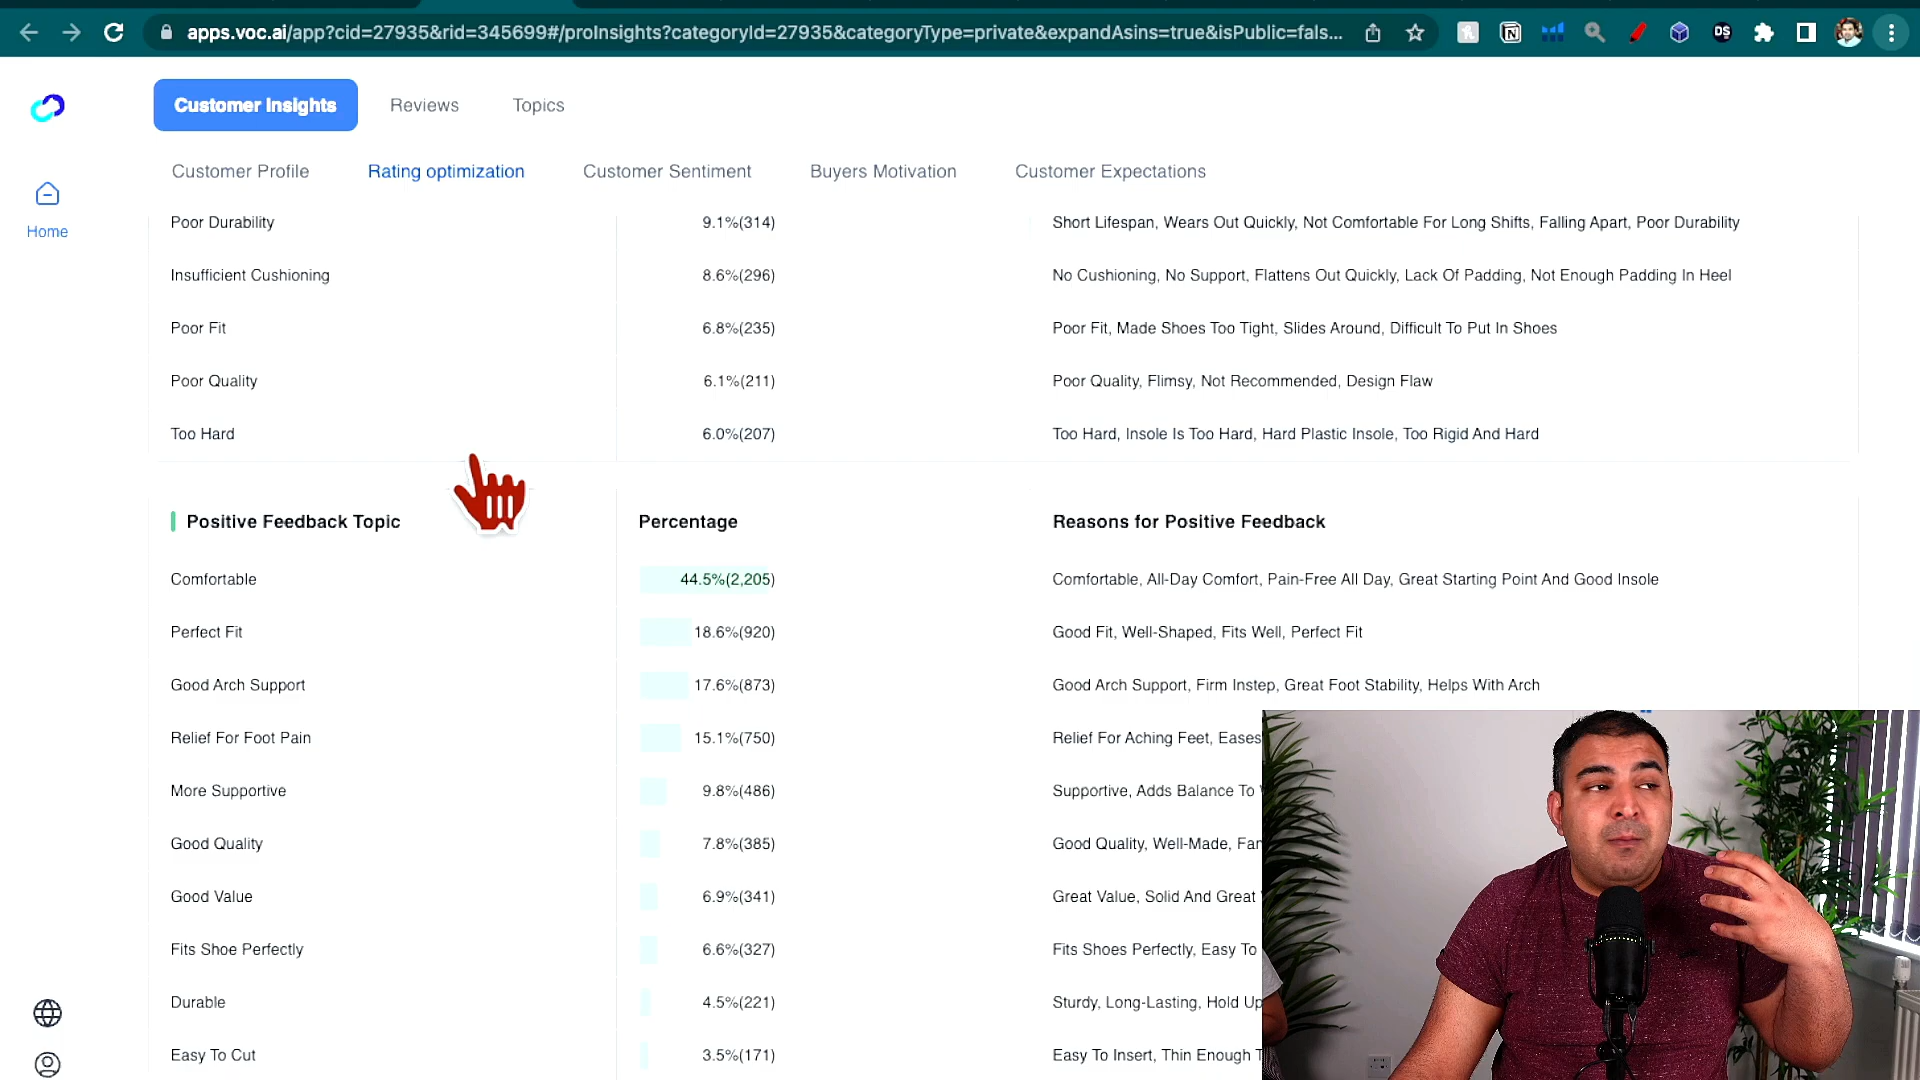 apps.voc.ai/app?cid=27935&rid=345699#/proInsights?categoryId=27935&categoryType=private&expandAsins=true&isPublic=fals...
DS
Customer Insights
Reviews
Topics
Home
Customer Profile
Rating optimization
Customer Sentiment
Buyers Motivation
Customer Expectations
Poor Durability 9.1%(314) Short Lifespan, Wears Out Quickly, Not Comfortable For Long Shifts, Falling Apart, Poor Durability
Insufficient Cushioning 8.6%(296) No Cushioning, No Support, Flattens Out Quickly, Lack Of Padding, Not Enough Padding In Heel
Poor Fit 6.8%(235) Poor Fit, Made Shoes Too Tight, Slides Around, Difficult To Put In Shoes
Poor Quality 6.1%(211) Poor Quality, Flimsy, Not Recommended, Design Flaw
Too Hard 6.0%(207) Too Hard, Insole Is Too Hard, Hard Plastic Insole, Too Rigid And Hard
Positive Feedback Topic Percentage Reasons for Positive Feedback
Comfortable 44.5%(2,205) Comfortable, All-Day Comfort, Pain-Free All Day, Great Starting Point And Good Insole
Perfect Fit 18.6%(920) Good Fit, Well-Shaped, Fits Well, Perfect Fit
Good Arch Support 17.6%(873) Good Arch Support, Firm Instep, Great Foot Stability, Helps With Arch
Relief For Foot Pain 15.1%(750) Relief For Aching Feet, Eases
More Supportive 9.8%(486) Supportive, Adds Balance To
Good Quality 7.8%(385) Good Quality, Well-Made,
Good Value 6.9%(341) Great Value, Solid And Great
Fits Shoe Perfectly 6.6%(327) Fits Shoes Perfectly, Easy To
Durable 4.5%(221) Sturdy, Long-Lasting, Hold
Easy To Cut 3.5%(171) Easy To Insert, Thin Enough